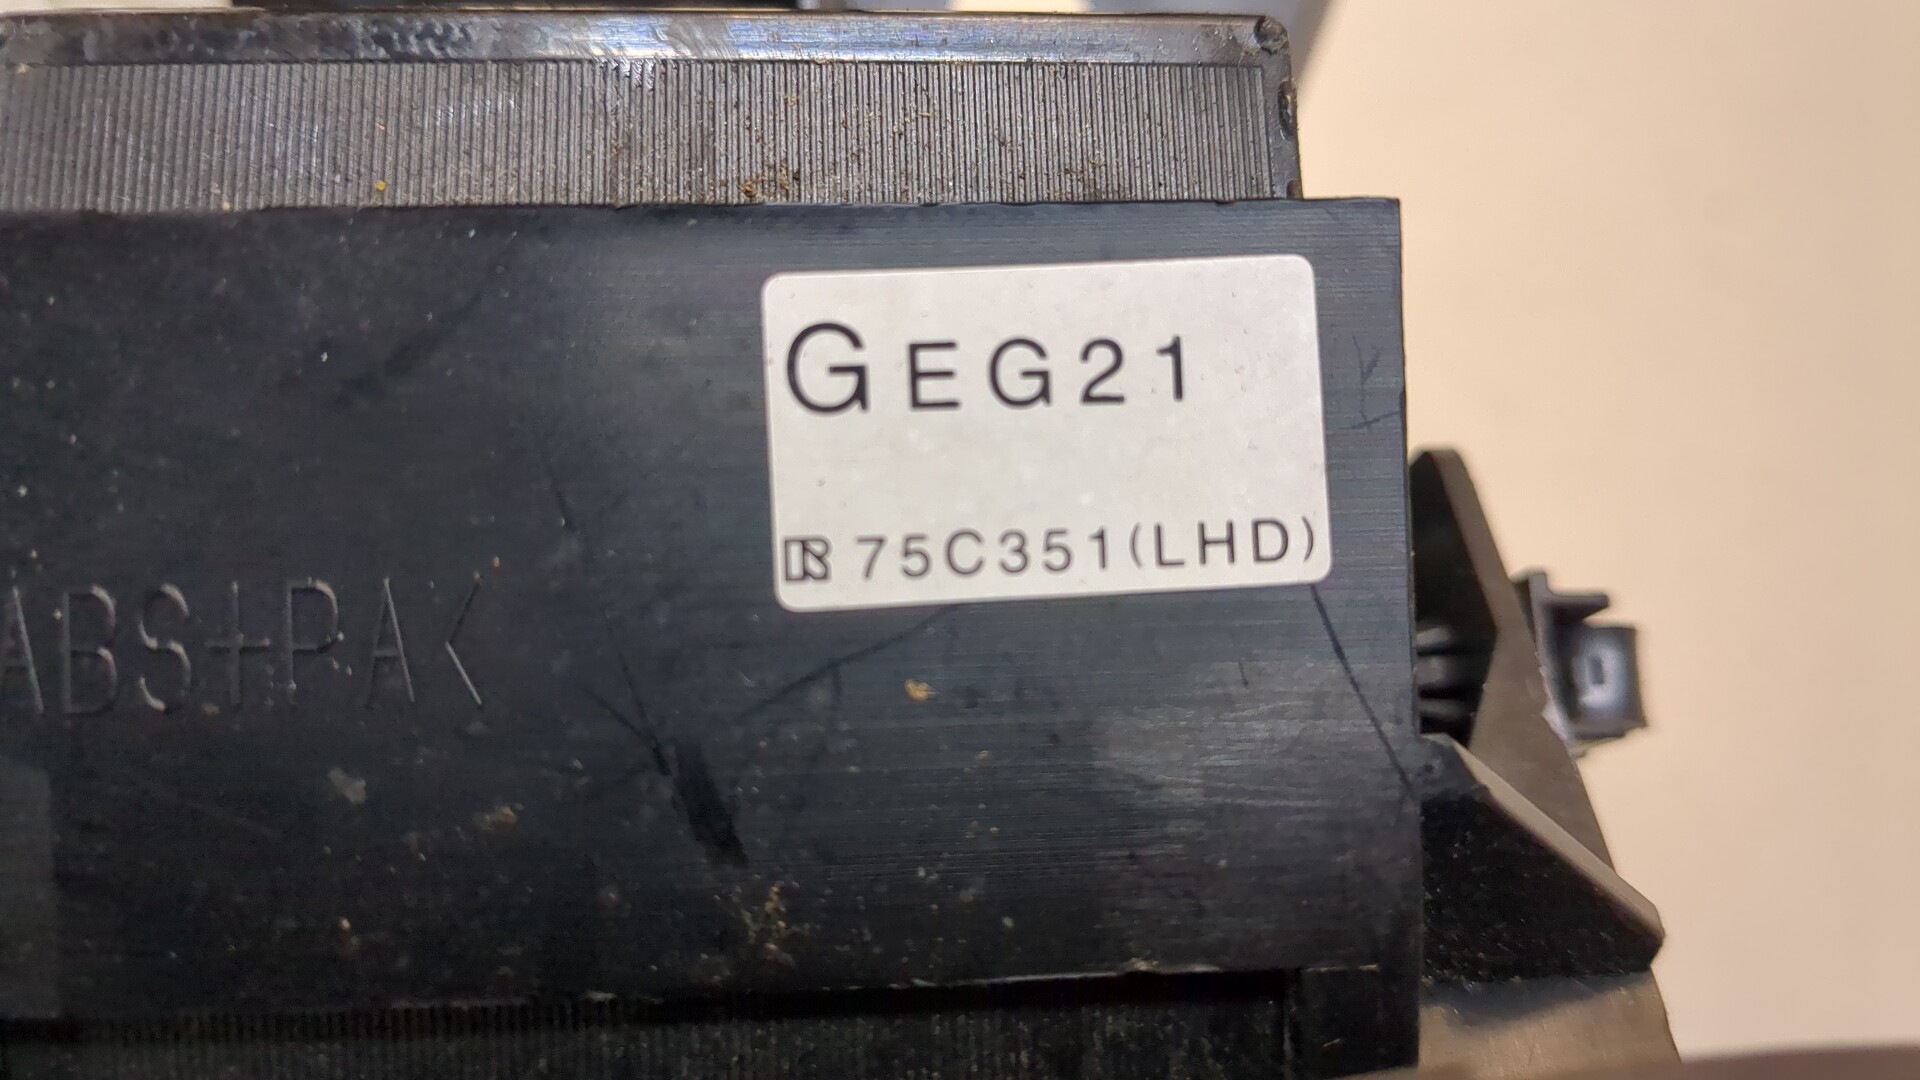 GEG21
75C351(LHD)
ABS+PA<